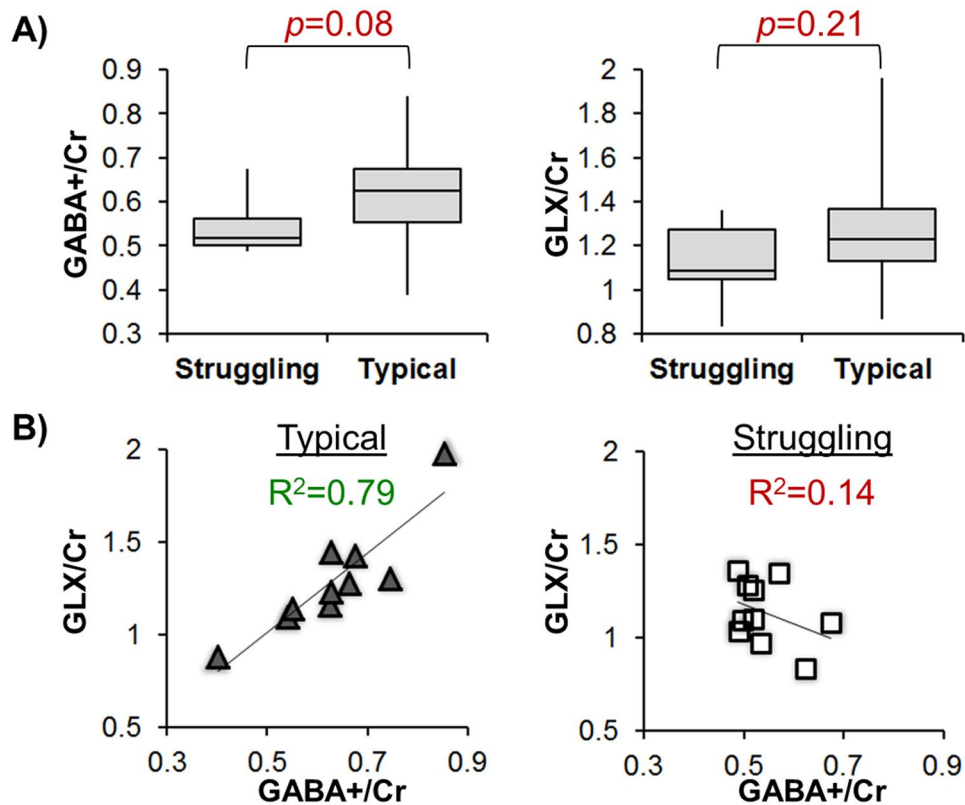 A)
p=0.08
GABA+/Cr
0.9
0.8
0.7
0.6
0.5
0.4
0.3
Struggling
Typical
p=0.21
GLX/Cr
2
1.8
1.6
1.4
1.2
1
0.8
Struggling
Typical
B)
Typical
R²=0.79
GLX/Cr
2
1.5
1
0.5
0.3
0.5
0.7
0.9
GABA+/Cr
Struggling
R²=0.14
GLX/Cr
2
1.5
1
0.5
0.3
0.5
0.7
0.9
GABA+/Cr